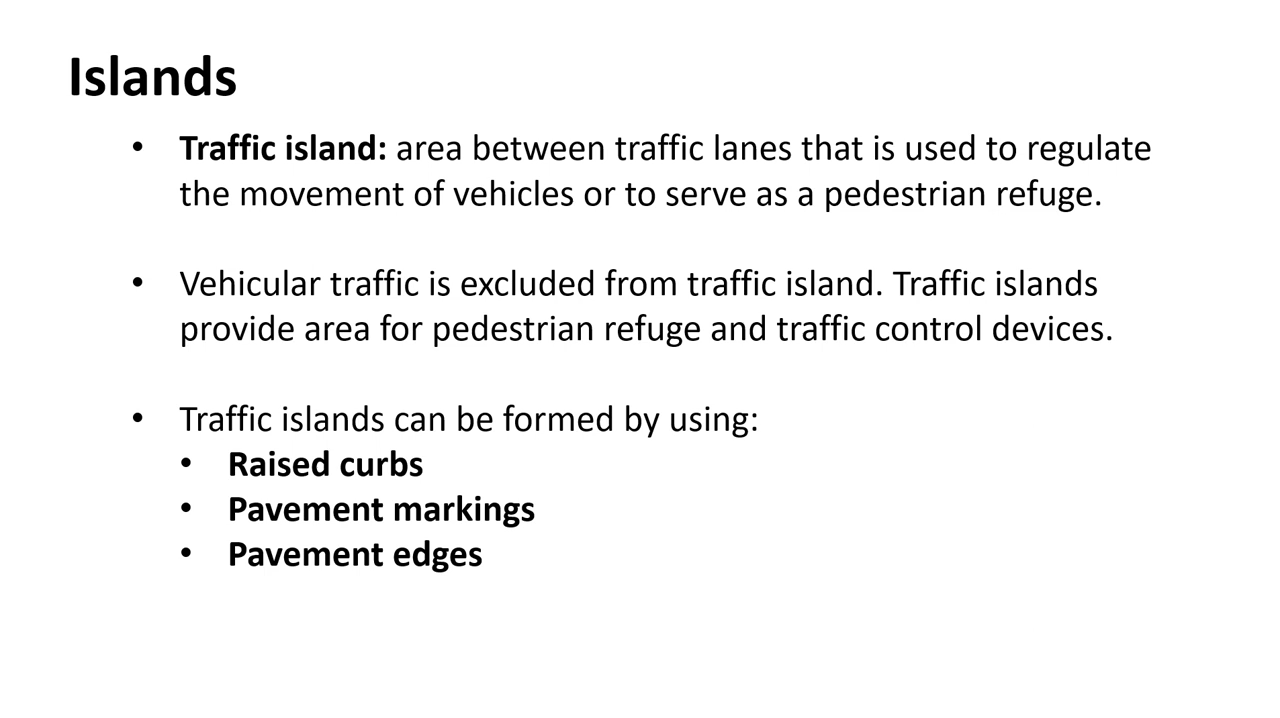 Islands
• Traffic island: area between traffic lanes that is used to regulate
the movement of vehicles or to serve as a pedestrian refuge.
• Vehicular traffic is excluded from traffic island. Traffic islands
provide area for pedestrian refuge and traffic control devices.
• Traffic islands can be formed by using:
• Raised curbs
• Pavement markings
• Pavement edges